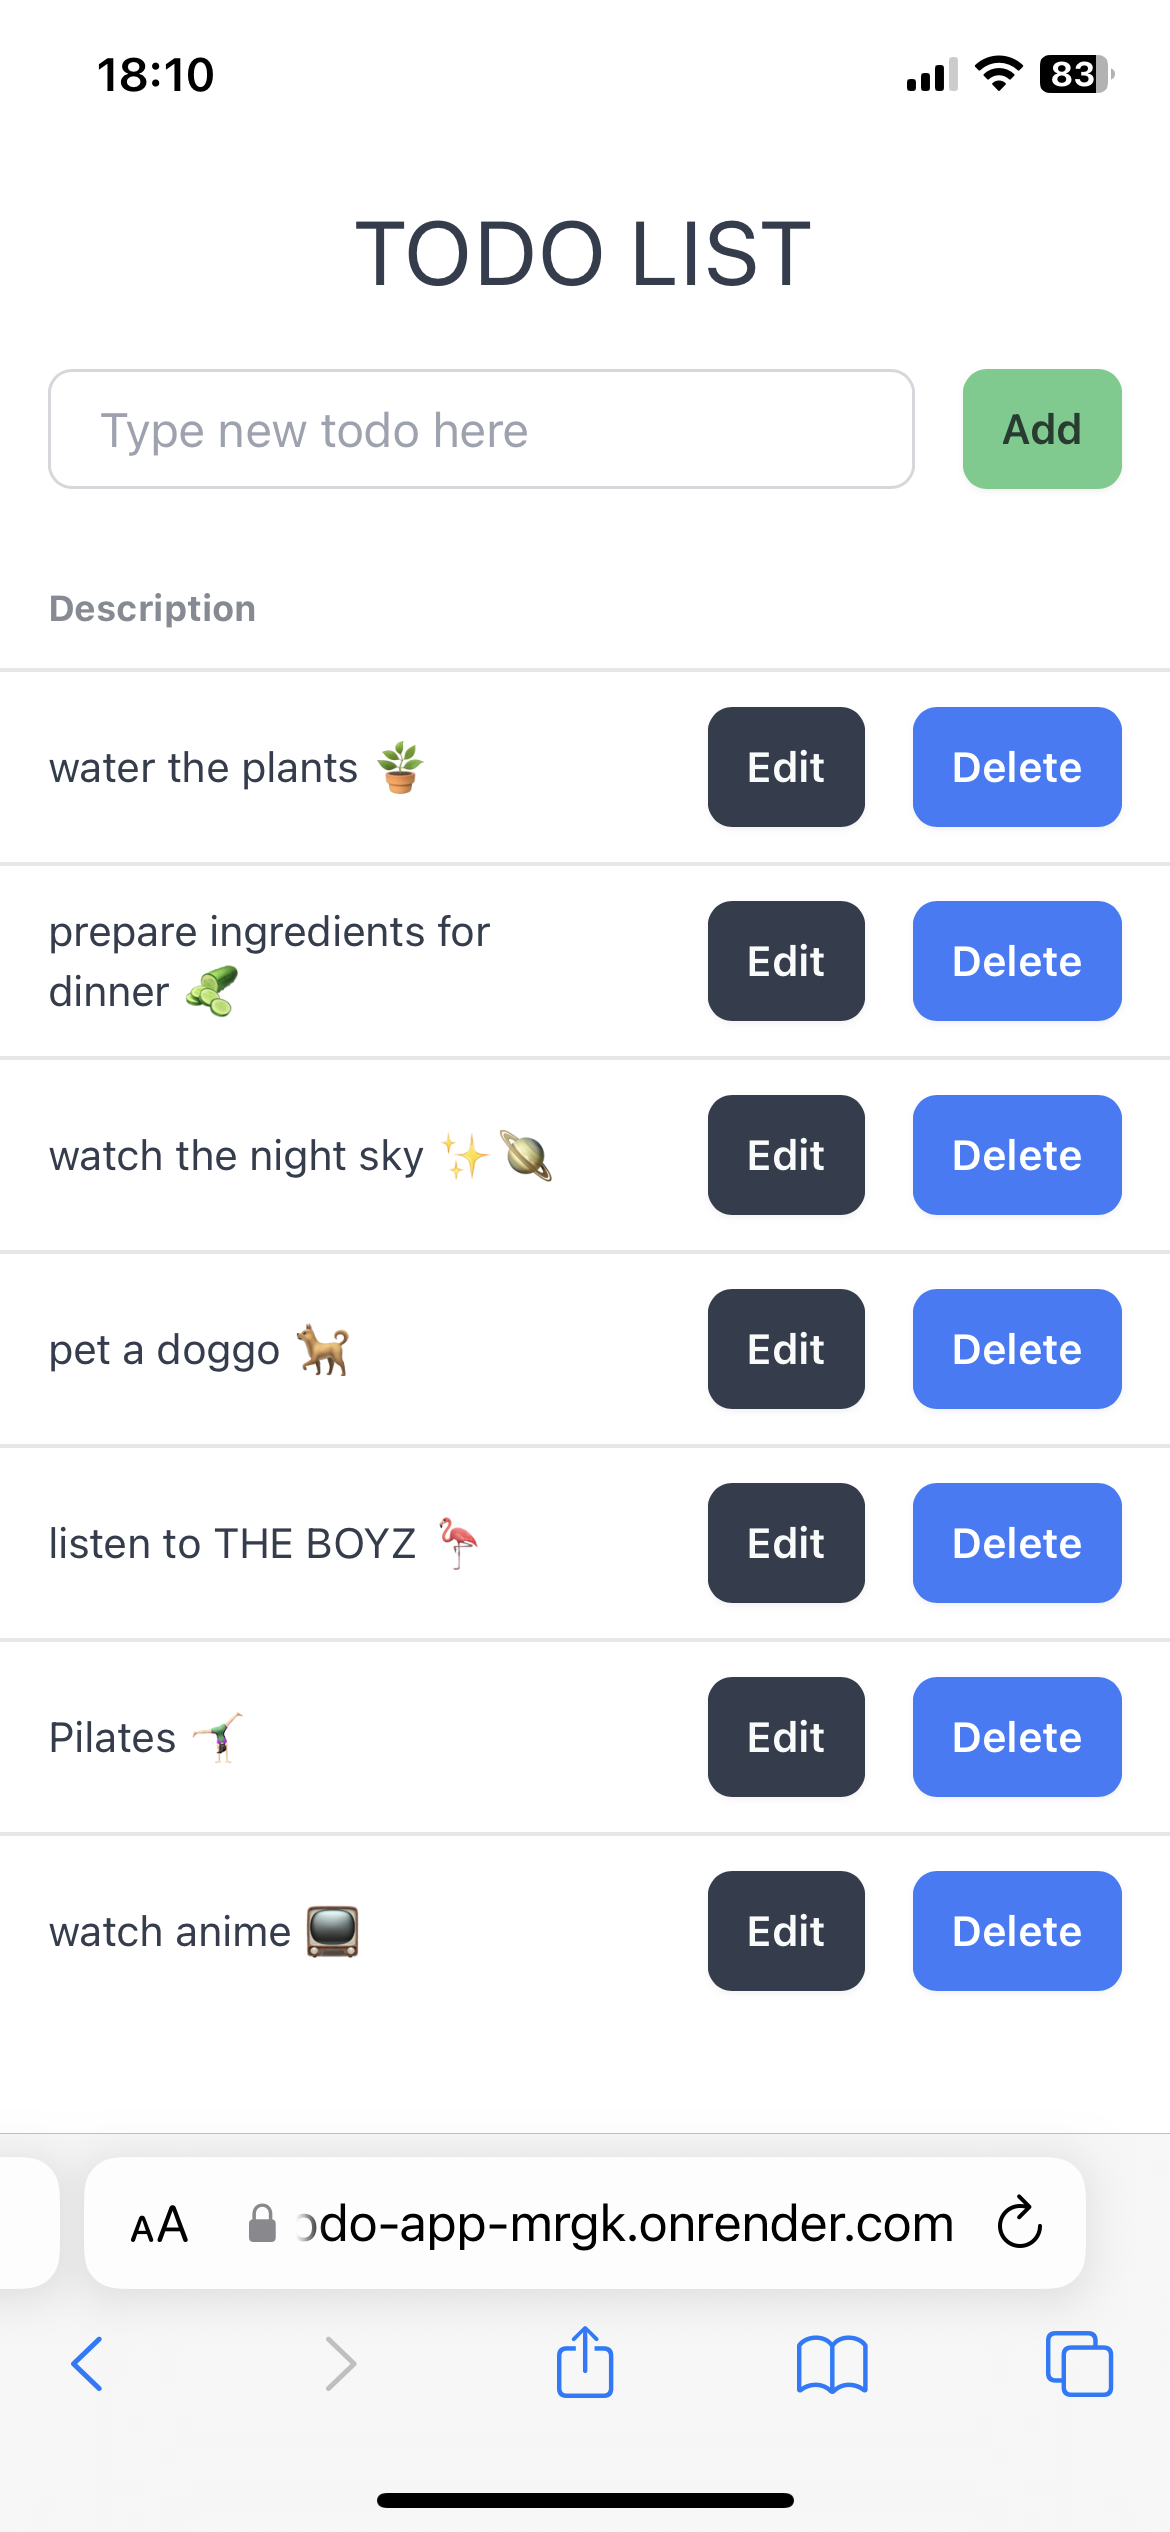 18:10
83
TODO LIST
Type new todo here
Add
Description
water the plants 🪴
Edit
Delete
prepare ingredients for
dinner 🥒
Edit
Delete
watch the night sky ✨🪐
Edit
Delete
pet a doggo 🐕
Edit
Delete
listen to THE BOYZ 🦩
Edit
Delete
Pilates 🤸🏻‍♀️
Edit
Delete
watch anime 📺
Edit
Delete
AA
odo-app-mrgk.onrender.com